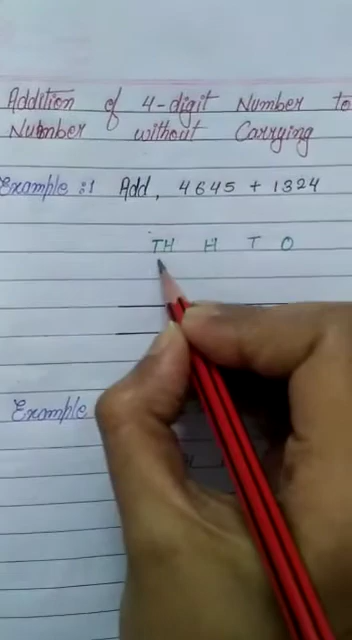 Addition of 4-digit Number to
Number without Carrying
Example :1 Add, 4645 + 1324
TH H T O
Example